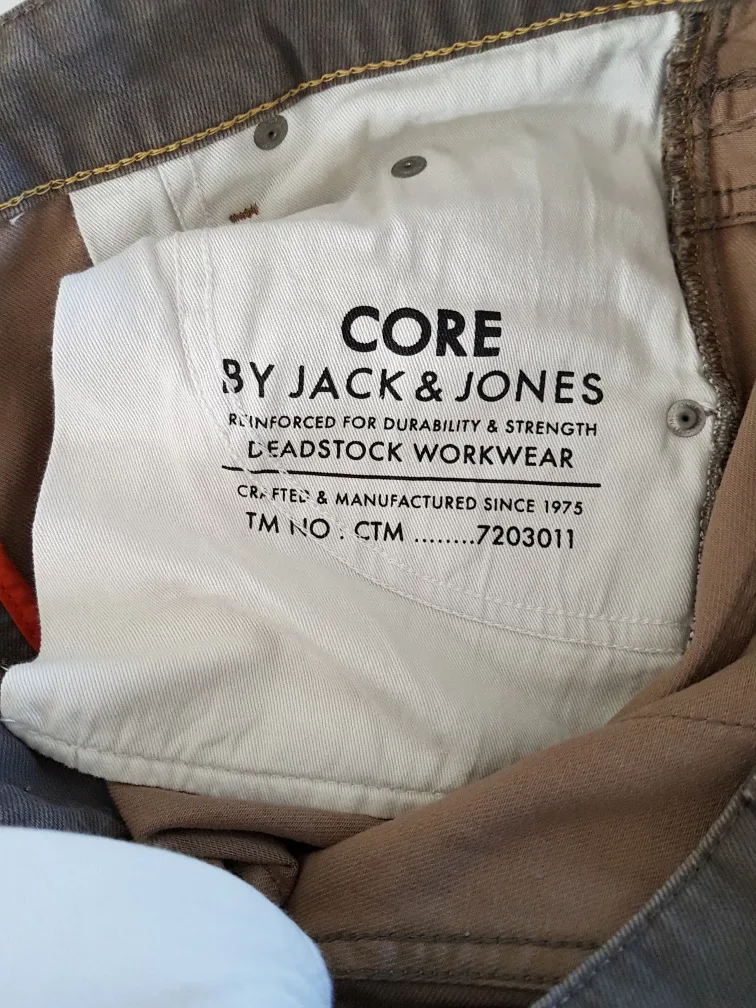 CORE
BY JACK & JONES
REINFORCED FOR DURABILITY & STRENGTH
DEADSTOCK WORKWEAR
CRAFTED & MANUFACTURED SINCE 1975
TM NO . CTM ........7203011